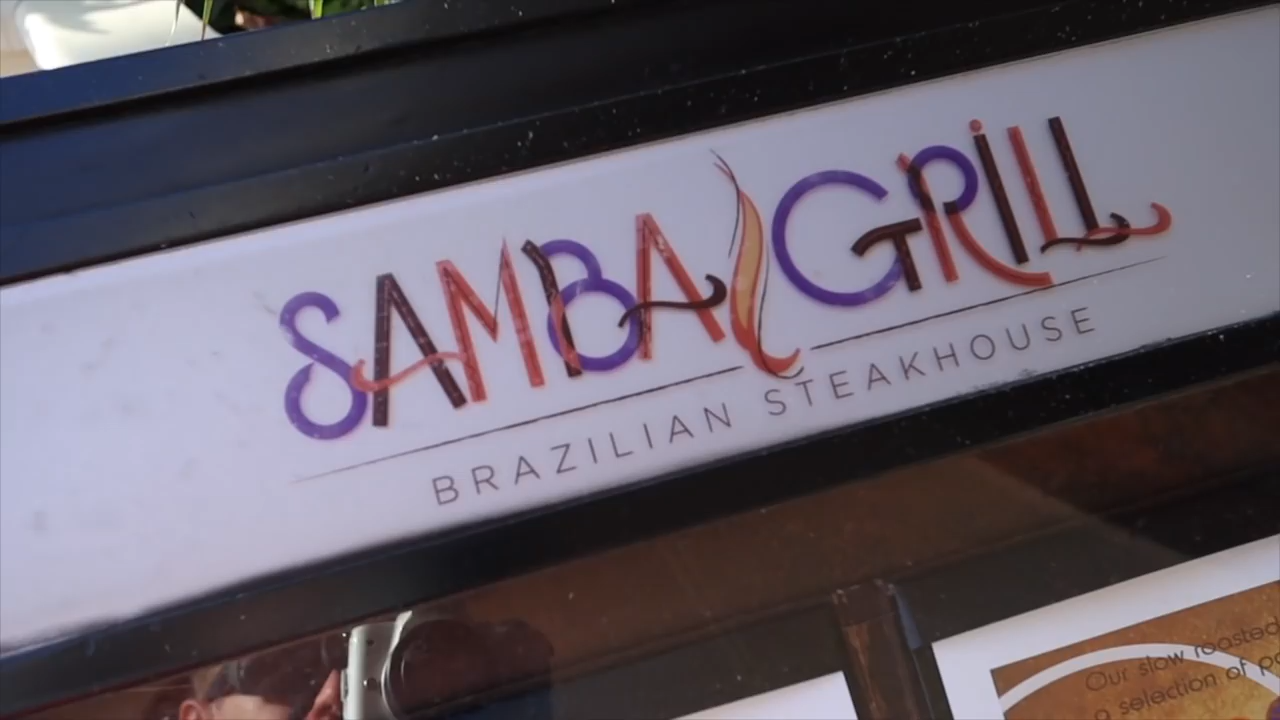 SAMBA GRILL
BRAZILIAN STEAKHOUSE
Our slow roasted
a selection of